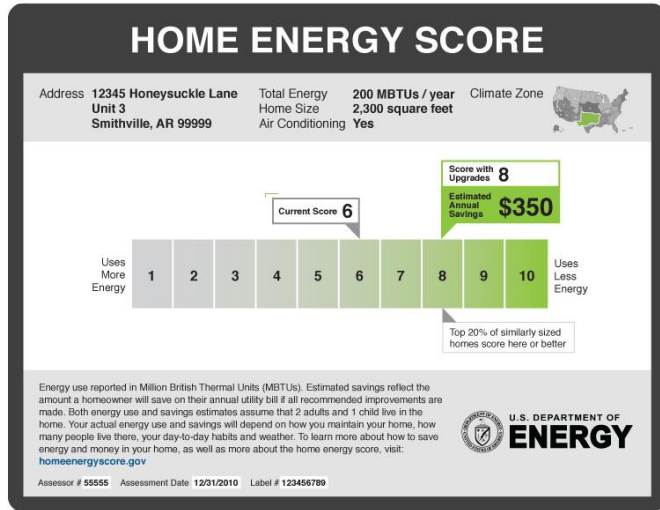 HOME ENERGY SCORE
Address 12345 Honeysuckle Lane
Unit 3
Smithville, AR 99999
Total Energy 200 MBTUs / year
Home Size 2,300 square feet
Air Conditioning Yes
Climate Zone
Score with
Upgrades 8
Estimated
Annual
Savings $350
Current Score 6
Uses
More
Energy
1 2 3 4 5 6 7 8 9 10
Uses
Less
Energy
Top 20% of similarly sized
homes score here or better
Energy use reported in Million British Thermal Units (MBTUs). Estimated savings reflect the
amount a homeowner will save on their annual utility bill if all recommended improvements are
made. Both energy use and savings estimates assume that 2 adults and 1 child live in the
home. Your actual energy use and savings will depend on how you maintain your home, how
many people live there, your day-to-day habits and weather. To learn more about how to save
energy and money in your home, as well as more about the home energy score, visit:
homeenergyscore.gov
U.S. DEPARTMENT OF
ENERGY
Assessor # 55555 Assessment Date 12/31/2010 Label # 123456789